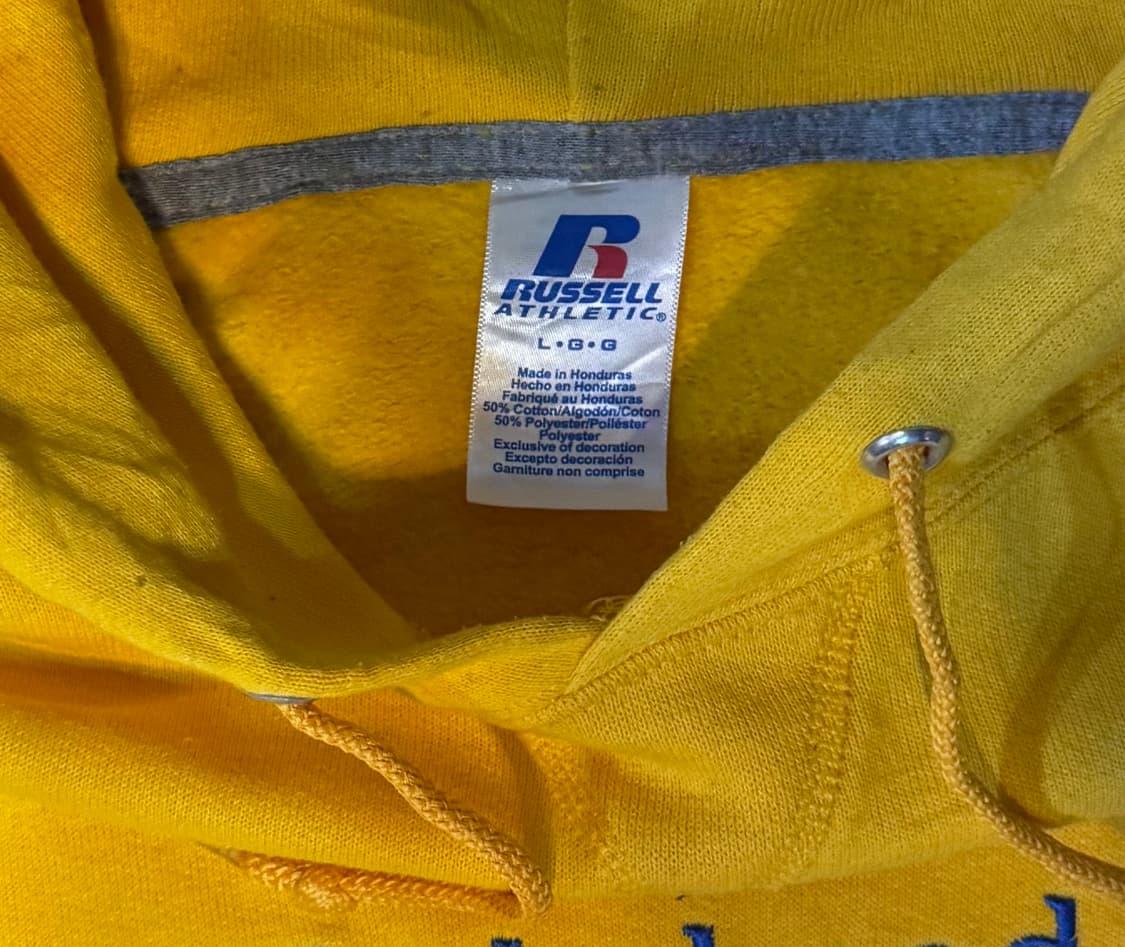 R
RUSSELL
ATHLETIC®
L•G•G
Made in Honduras
Hecho en Honduras
Fabriqué au Honduras
50% Cotton/Algodón/Coton
50% Polyester/Poliéster
Polyester
Exclusive of decoration
Excepto decoración
Garniture non comprise